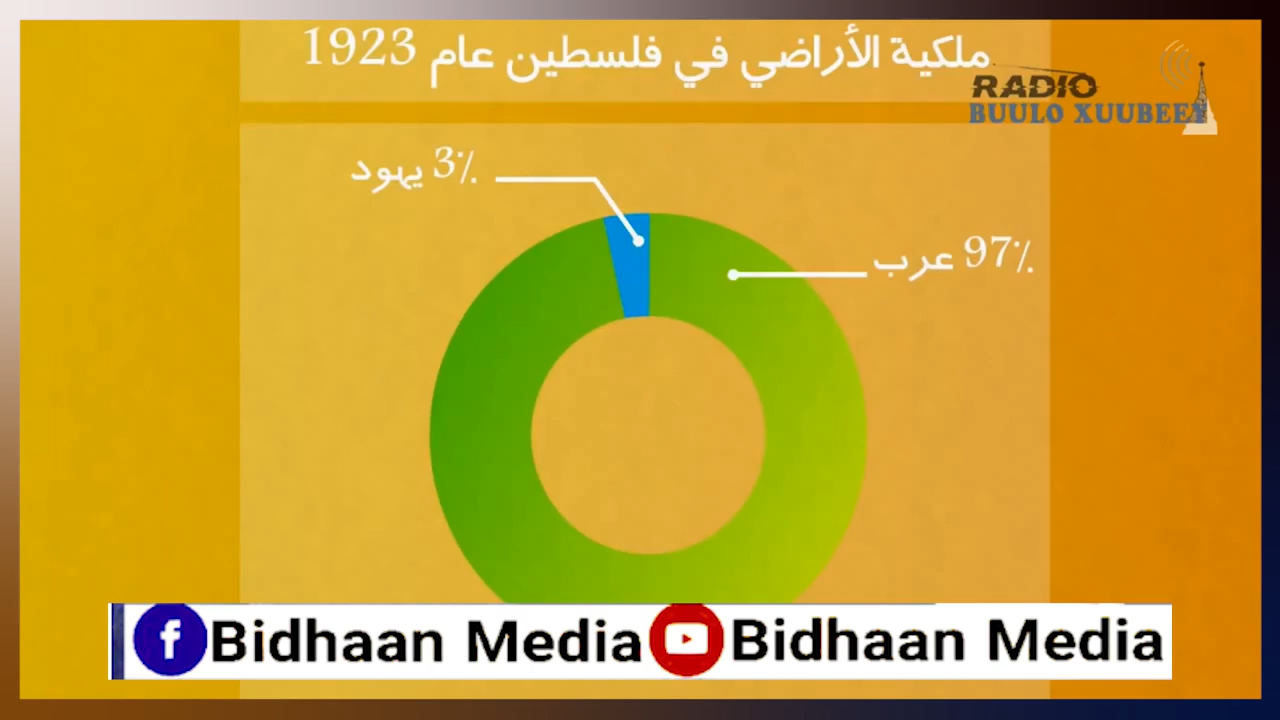 ملكية الأراضي في فلسطين عام 1923
RADIO
BUULO XUUBEEY
3٪ يهود
97٪ عرب
f Bidhaan Media Bidhaan Media